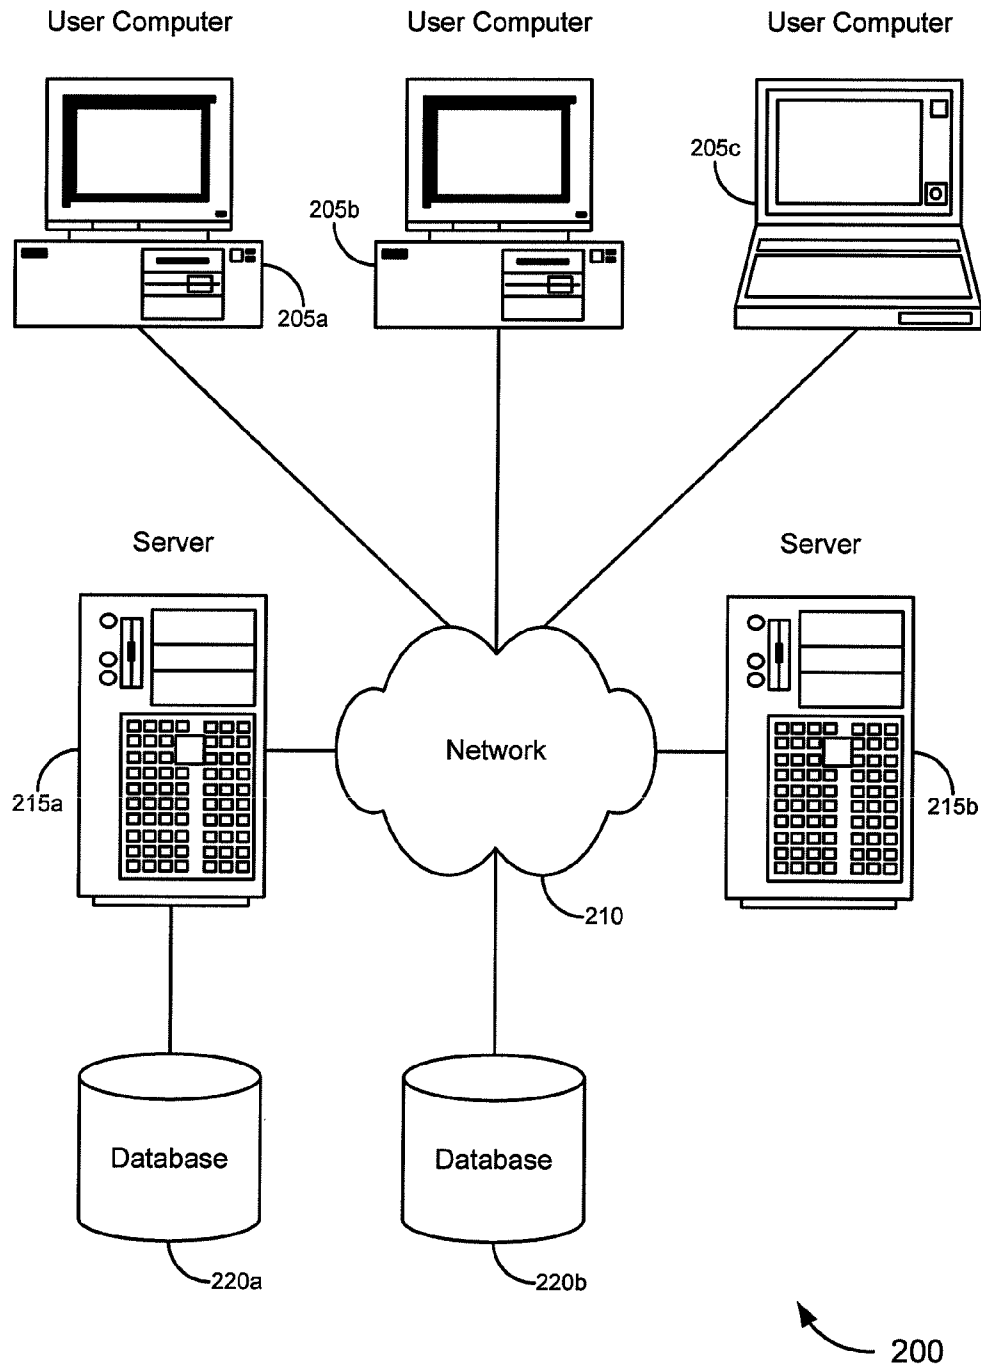 User Computer
User Computer
User Computer
205c
205b
205a
Server
Server
Network
215a
215b
210
Database
Database
220a
220b
200